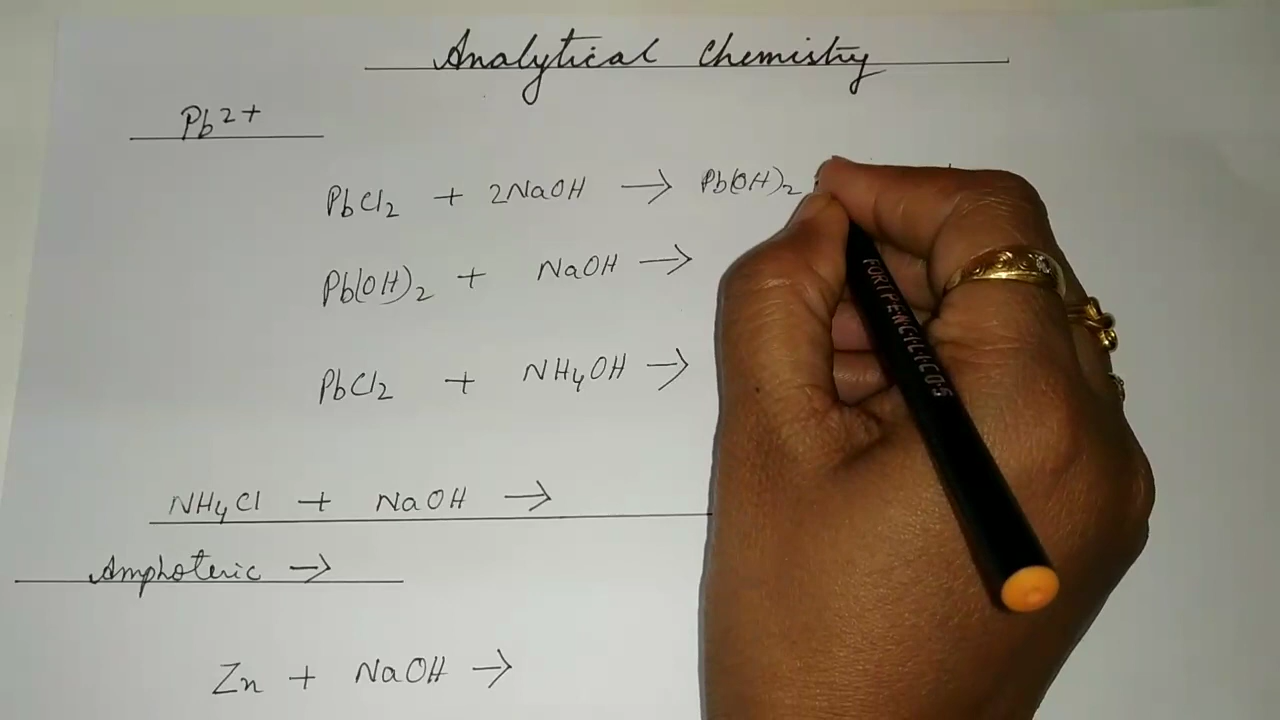 Analytical Chemistry
Pb2+
PbCl2 + 2NaOH → Pb(OH)2
Pb(OH)2 + NaOH →
PbCl2 + NH4OH →
NH4Cl + NaOH →
Amphoteric →
Zn + NaOH →